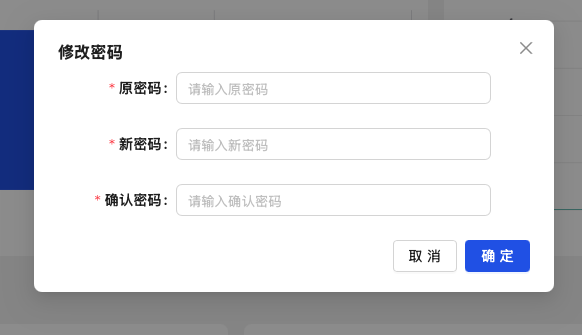 修改密码
* 原密码： 请输入原密码
* 新密码： 请输入新密码
* 确认密码： 请输入确认密码
取 消 确 定